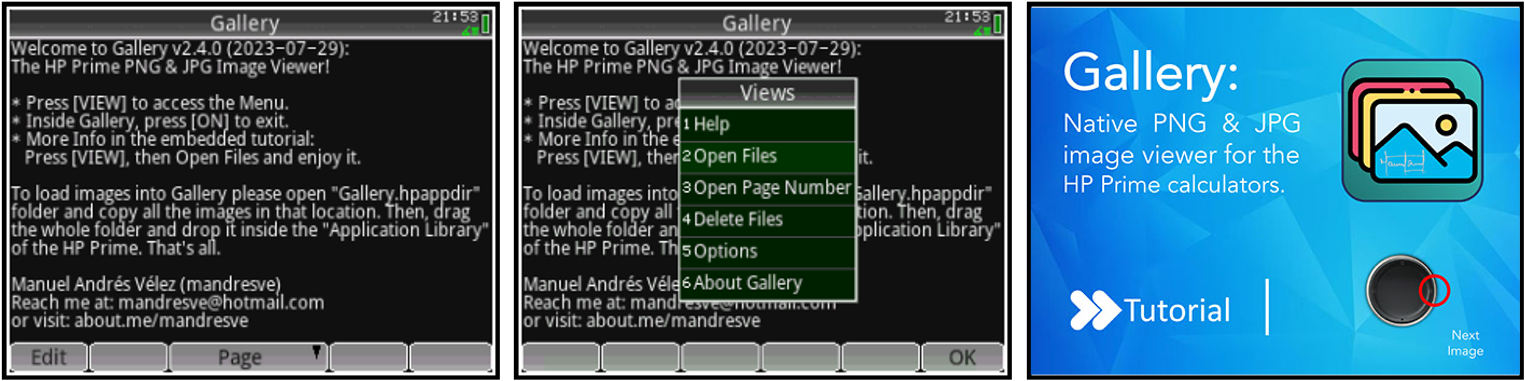 Gallery
21:53
Welcome to Gallery v2.4.0 (2023-07-29):
The HP Prime PNG & JPG Image Viewer!
* Press [VIEW] to access the Menu.
* Inside Gallery, press [ON] to exit.
* More Info in the embedded tutorial:
Press [VIEW], then Open Files and enjoy it.
To load images into Gallery please open "Gallery.hpappdir"
folder and copy all the images in that location. Then, drag
the whole folder and drop it inside the "Application Library"
of the HP Prime. That's all.
Manuel Andrés Vélez (mandresve)
Reach me at: mandresve@hotmail.com
or visit: about.me/mandresve
Edit
Page
Gallery
21:53
Welcome to Gallery v2.4.0 (2023-07-29):
The HP Prime PNG & JPG Image Viewer!
* Press [VIEW] to a
* Inside Gallery, pre
* More Info in the e
Press [VIEW], ther
it.
To load images into
Gallery.hpappdir"
folder and copy all
tion. Then, drag
the whole folder an
pplication Library"
of the HP Prime. Th
Manuel Andrés Véle
Reach me at: mandresve@hotmail.com
or visit: about.me/mandresve
Views
1 Help
2 Open Files
3 Open Page Number
4 Delete Files
5 Options
6 About Gallery
OK
Gallery:
Native PNG & JPG
image viewer for the
HP Prime calculators.
Tutorial
Next
Image